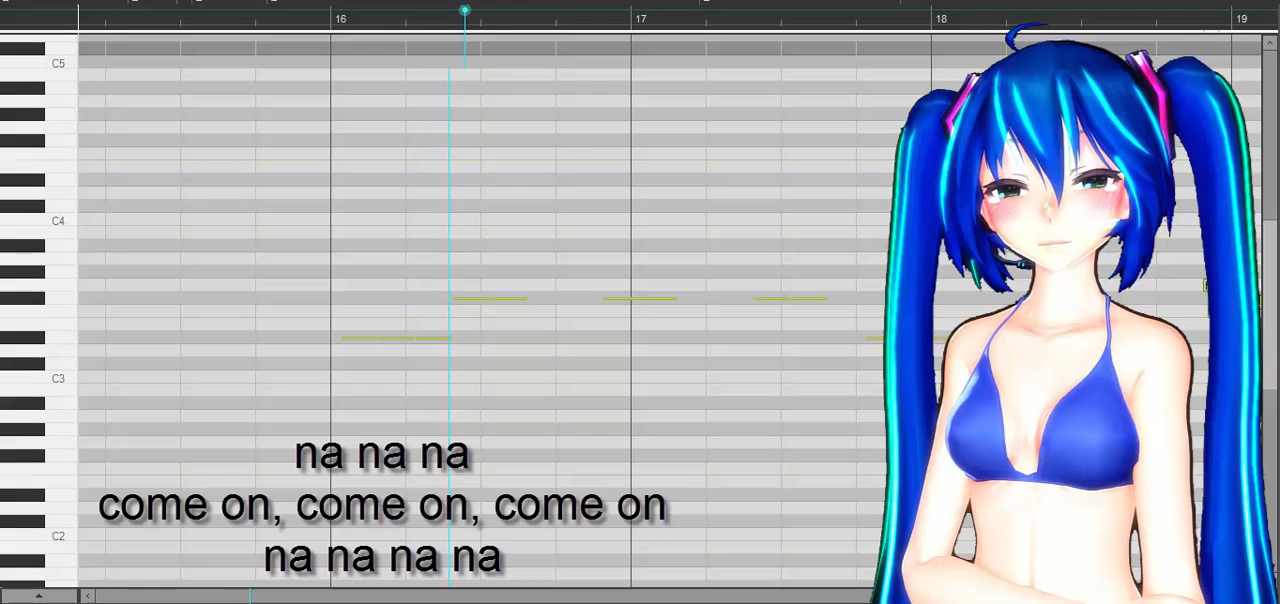 16 17 18 19
C5
C4
C3
C2
na na na
come on, come on, come on
na na na na